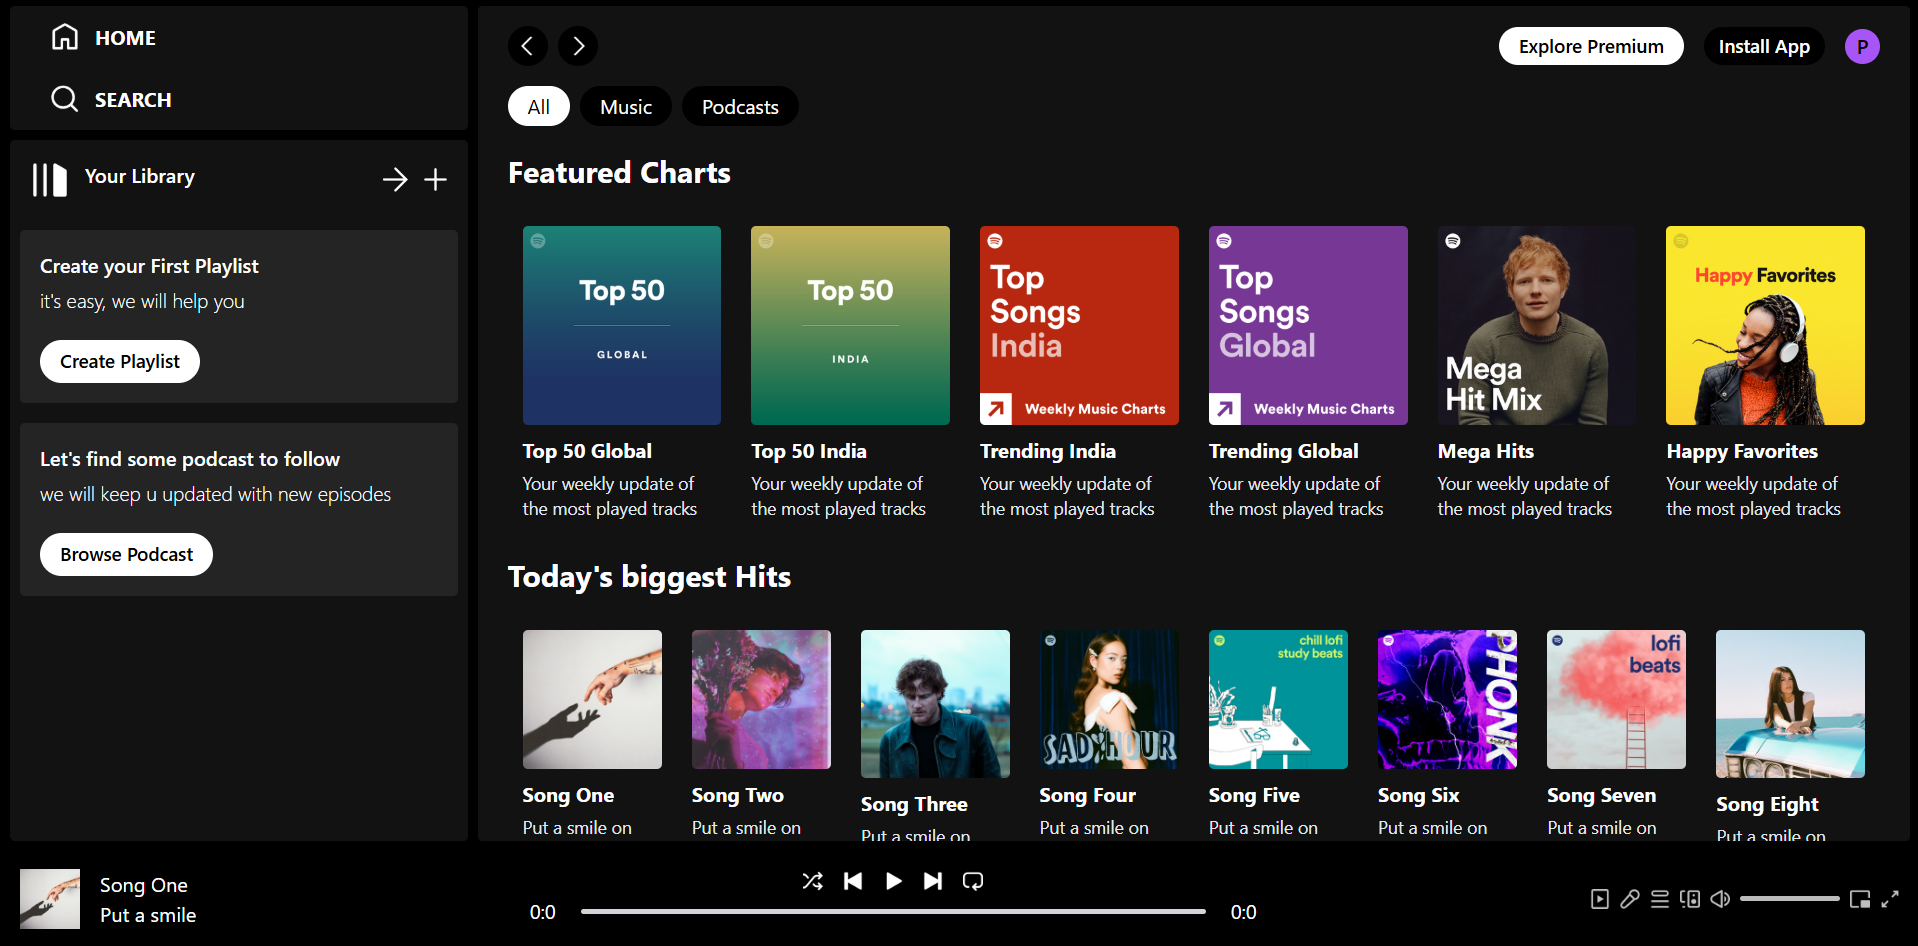 HOME
SEARCH
Your Library
Create your First Playlist
it's easy, we will help you
Create Playlist
Let's find some podcast to follow
we will keep u updated with new episodes
Browse Podcast
Explore Premium
Install App
P
All
Music
Podcasts
Featured Charts
Top 50
GLOBAL
Top 50 Global
Your weekly update of
the most played tracks
Top 50
INDIA
Top 50 India
Your weekly update of
the most played tracks
Top
Songs
India
Weekly Music Charts
Trending India
Your weekly update of
the most played tracks
Top
Songs
Global
Weekly Music Charts
Trending Global
Your weekly update of
the most played tracks
Mega
Hit Mix
Mega Hits
Your weekly update of
the most played tracks
Happy Favorites
Happy Favorites
Your weekly update of
the most played tracks
Today's biggest Hits
Song One
Put a smile on
Song Two
Put a smile on
Song Three
Put a smile on
SAD HOUR
Song Four
Put a smile on
chill lofi
study beats
Song Five
Put a smile on
PHONK
Song Six
Put a smile on
lofi
beats
Song Seven
Put a smile on
Song Eight
Put a smile on
Song One
Put a smile
0:0
0:0